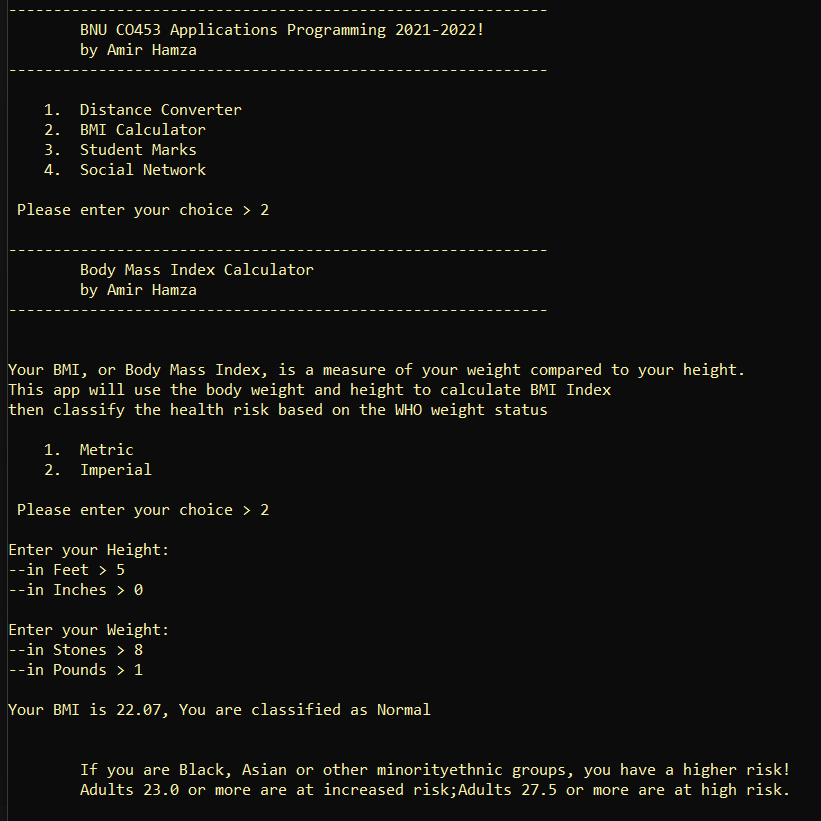 ------------------------------------------------------------
BNU CO453 Applications Programming 2021-2022!
by Amir Hamza
------------------------------------------------------------
1. Distance Converter
2. BMI Calculator
3. Student Marks
4. Social Network
Please enter your choice > 2
------------------------------------------------------------
Body Mass Index Calculator
by Amir Hamza
------------------------------------------------------------
Your BMI, or Body Mass Index, is a measure of your weight compared to your height.
This app will use the body weight and height to calculate BMI Index
then classify the health risk based on the WHO weight status
1. Metric
2. Imperial
Please enter your choice > 2
Enter your Height:
--in Feet > 5
--in Inches > 0
Enter your Weight:
--in Stones > 8
--in Pounds > 1
Your BMI is 22.07, You are classified as Normal
If you are Black, Asian or other minorityethnic groups, you have a higher risk!
Adults 23.0 or more are at increased risk;Adults 27.5 or more are at high risk.